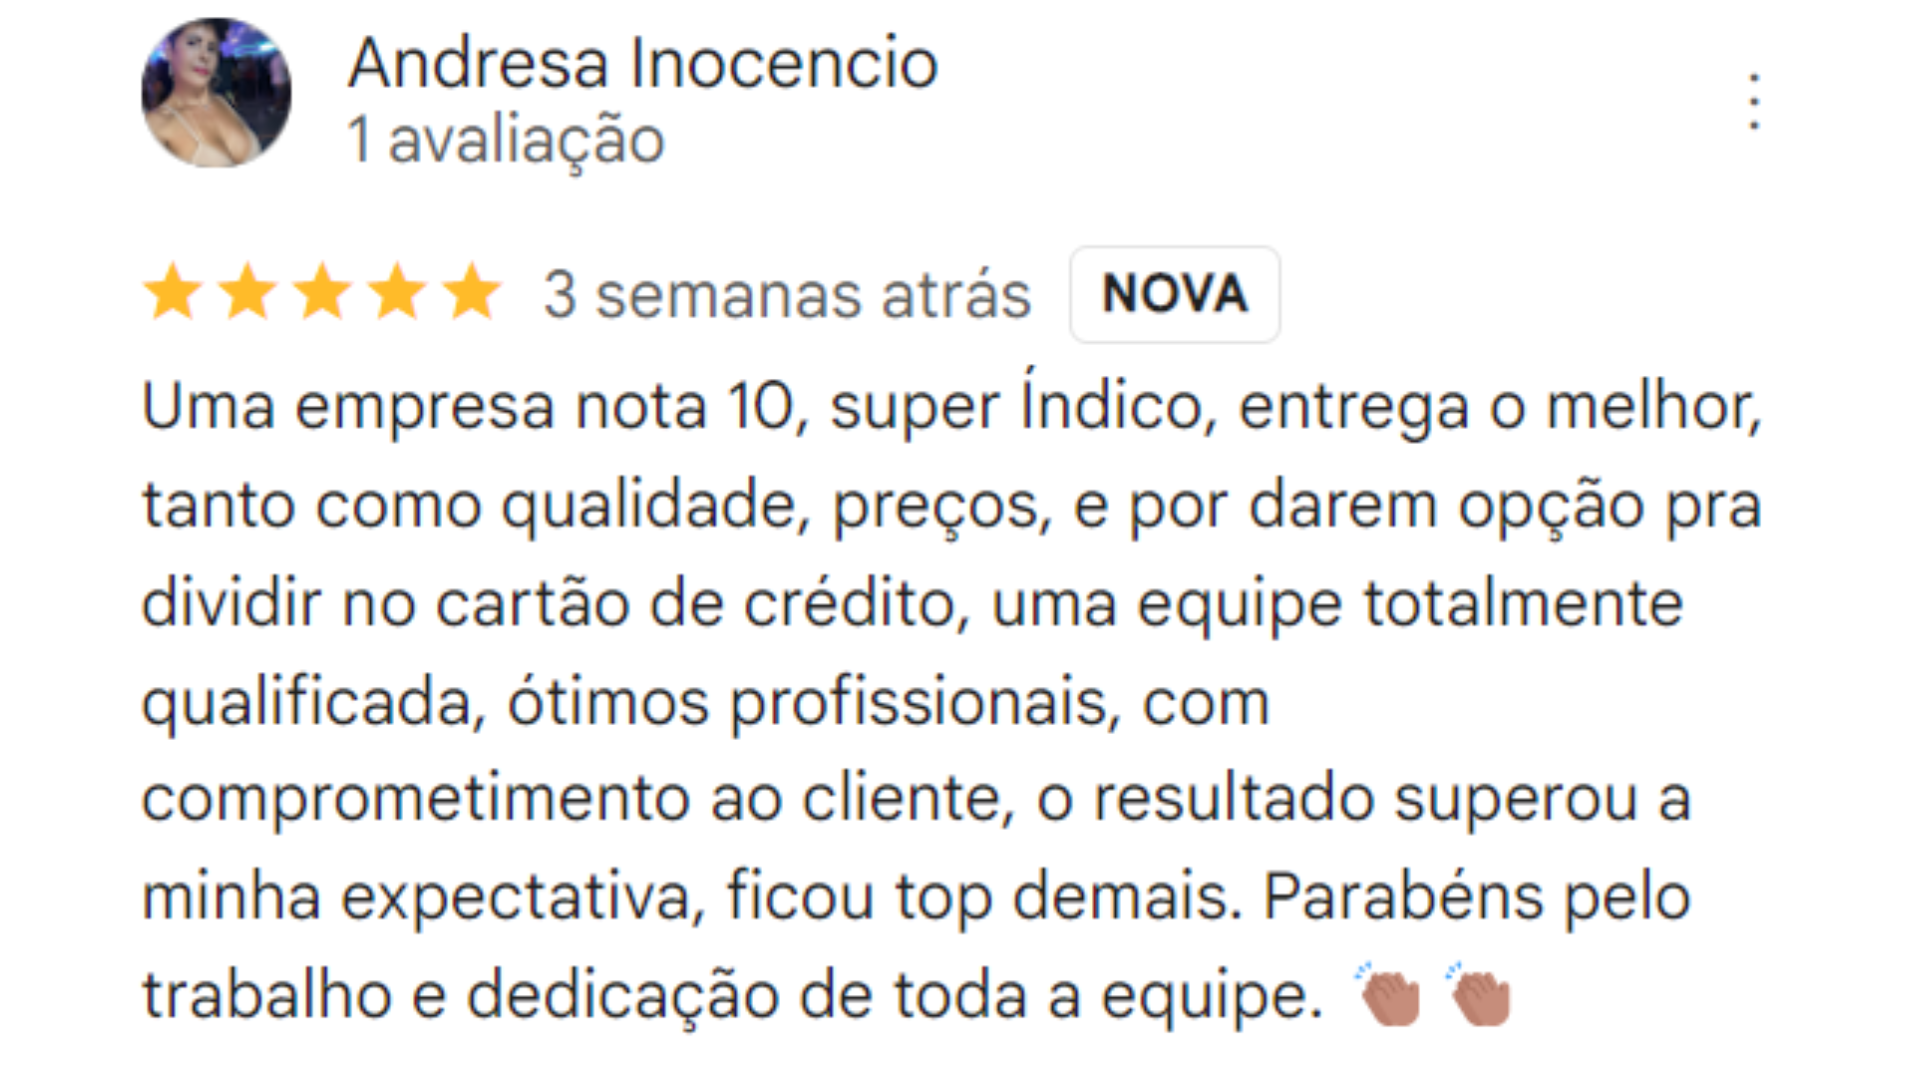 Andresa Inocencio
1 avaliação
3 semanas atrás NOVA
Uma empresa nota 10, super Índico, entrega o melhor,
tanto como qualidade, preços, e por darem opção pra
dividir no cartão de crédito, uma equipe totalmente
qualificada, ótimos profissionais, com
comprometimento ao cliente, o resultado superou a
minha expectativa, ficou top demais. Parabéns pelo
trabalho e dedicação de toda a equipe. 👏🏽 👏🏽